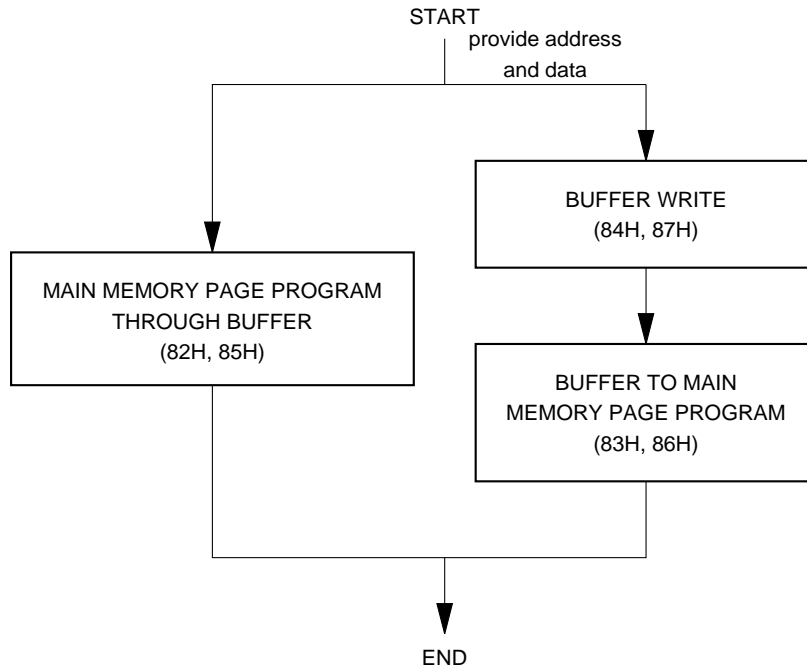 START
provide address
and data
BUFFER WRITE
(84H, 87H)
MAIN MEMORY PAGE PROGRAM
THROUGH BUFFER
(82H, 85H)
BUFFER TO MAIN
MEMORY PAGE PROGRAM
(83H, 86H)
END